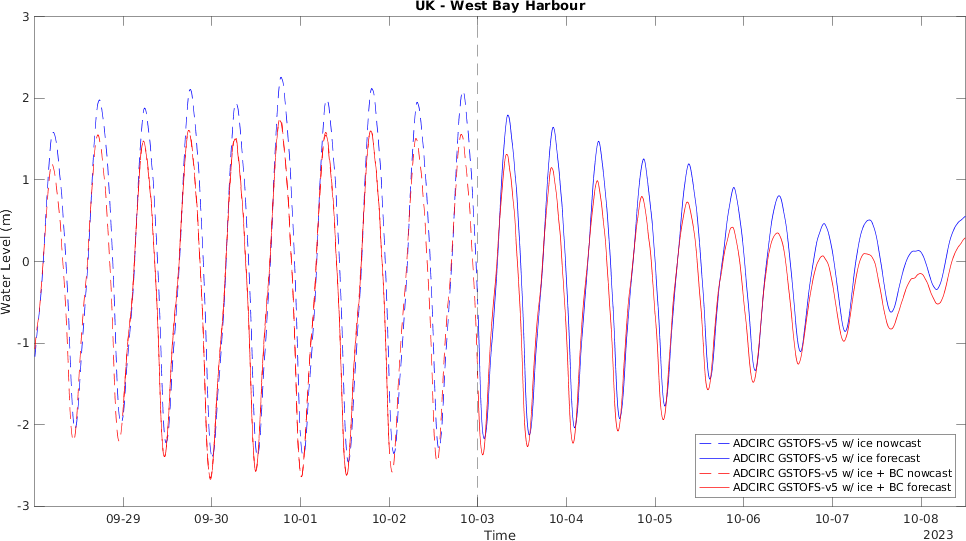 UK - West Bay Harbour
3
2
1
0
-1
-2
-3
Water Level (m)
ADCIRC GSTOFS-v5 w/ ice nowcast
ADCIRC GSTOFS-v5 w/ ice forecast
ADCIRC GSTOFS-v5 w/ ice + BC nowcast
ADCIRC GSTOFS-v5 w/ ice + BC forecast
09-29 09-30 10-01 10-02 10-03 10-04 10-05 10-06 10-07 10-08
Time
2023